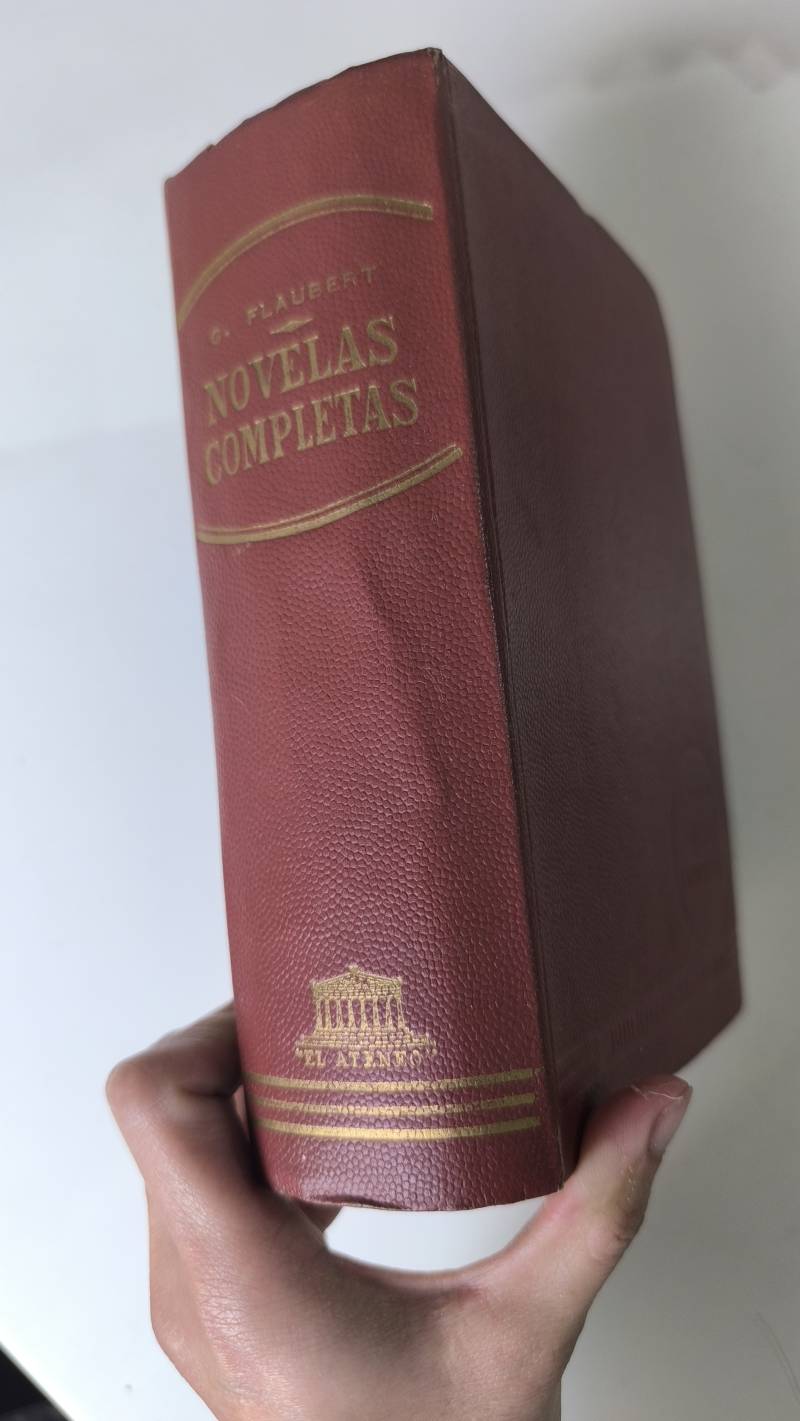 G. FLAUBERT
NOVELAS
COMPLETAS
"EL ATENEO"